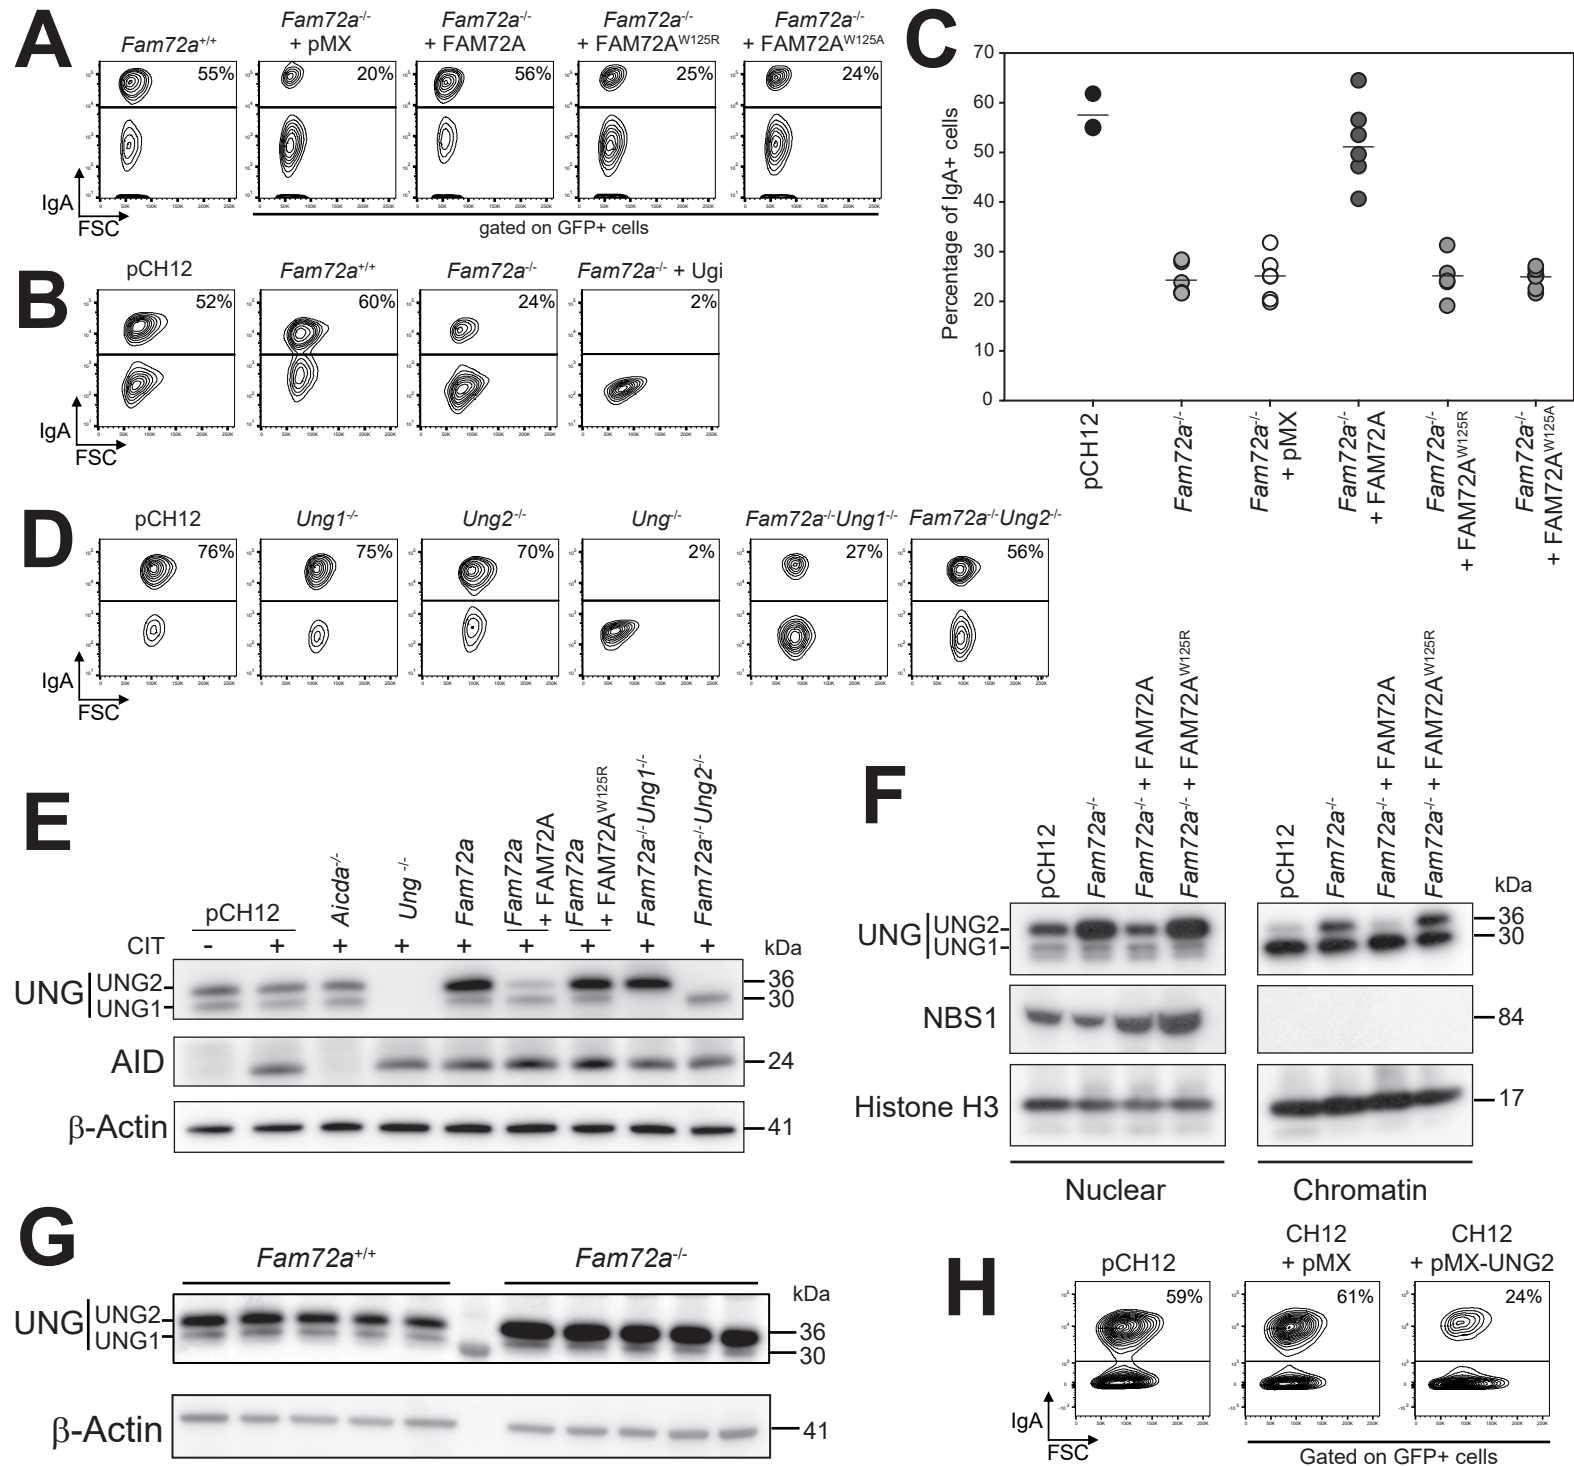 A
Fam72a+/+
Fam72a-/-
+ pMX
Fam72a-/-
+ FAM72A
Fam72a-/-
+ FAM72AW125R
Fam72a-/-
+ FAM72AW125A
55%
20%
56%
25%
24%
IgA
FSC
gated on GFP+ cells
B
pCH12
Fam72a+/+
Fam72a-/-
Fam72a-/- + Ugi
52%
60%
24%
2%
IgA
FSC
C
Percentage of IgA+ cells
70
60
50
40
30
20
10
0
pCH12
Fam72a-/-
Fam72a-/-
+ pMX
Fam72a-/-
+ FAM72A
Fam72a-/-
+ FAM72AW125R
Fam72a-/-
+ FAM72AW125A
D
pCH12
Ung1-/-
Ung2-/-
Ung-/-
Fam72a-/-Ung1-/-
Fam72a-/-Ung2-/-
76%
75%
70%
2%
27%
56%
IgA
FSC
E
pCH12
Aicda-/-
Ung -/-
Fam72a
Fam72a
+ FAM72A
Fam72a
+ FAM72AW125R
Fam72a-/-Ung1-/-
Fam72a-/-Ung2-/-
CIT - + + + + + + + +
kDa
UNG
UNG2
UNG1
36
30
AID
24
β-Actin
41
F
pCH12
Fam72a-/-
Fam72a-/- + FAM72A
Fam72a-/- + FAM72AW125R
pCH12
Fam72a-/-
Fam72a-/- + FAM72A
Fam72a-/- + FAM72AW125R
kDa
UNG
UNG2
UNG1
36
30
NBS1
84
Histone H3
17
Nuclear
Chromatin
G
Fam72a+/+
Fam72a-/-
kDa
UNG
UNG2
UNG1
36
30
β-Actin
41
H
pCH12
CH12
+ pMX
CH12
+ pMX-UNG2
59%
61%
24%
IgA
FSC
Gated on GFP+ cells